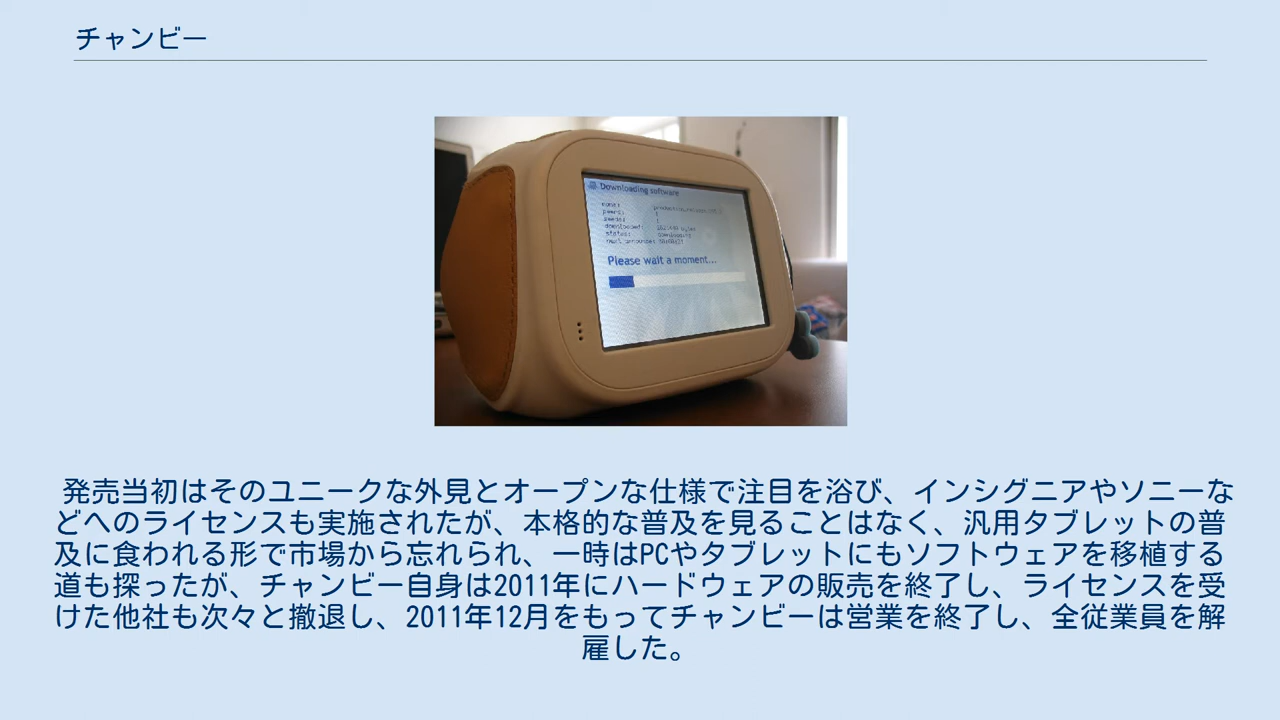 チャンビー
Downloading software
name:
peers: 1
seeds: 1
downloaded: bytes
status:
next announce:
Please wait a moment...
発売当初はそのユニークな外見とオープンな仕様で注目を浴び、インシグニアやソニーな
どへのライセンスも実施されたが、本格的な普及を見ることはなく、汎用タブレットの普
及に食われる形で市場から忘れられ、一時はPCやタブレットにもソフトウェアを移植する
道も探ったが、チャンビー自身は2011年にハードウェアの販売を終了し、ライセンスを受
けた他社も次々と撤退し、2011年12月をもってチャンビーは営業を終了し、全従業員を解
雇した。